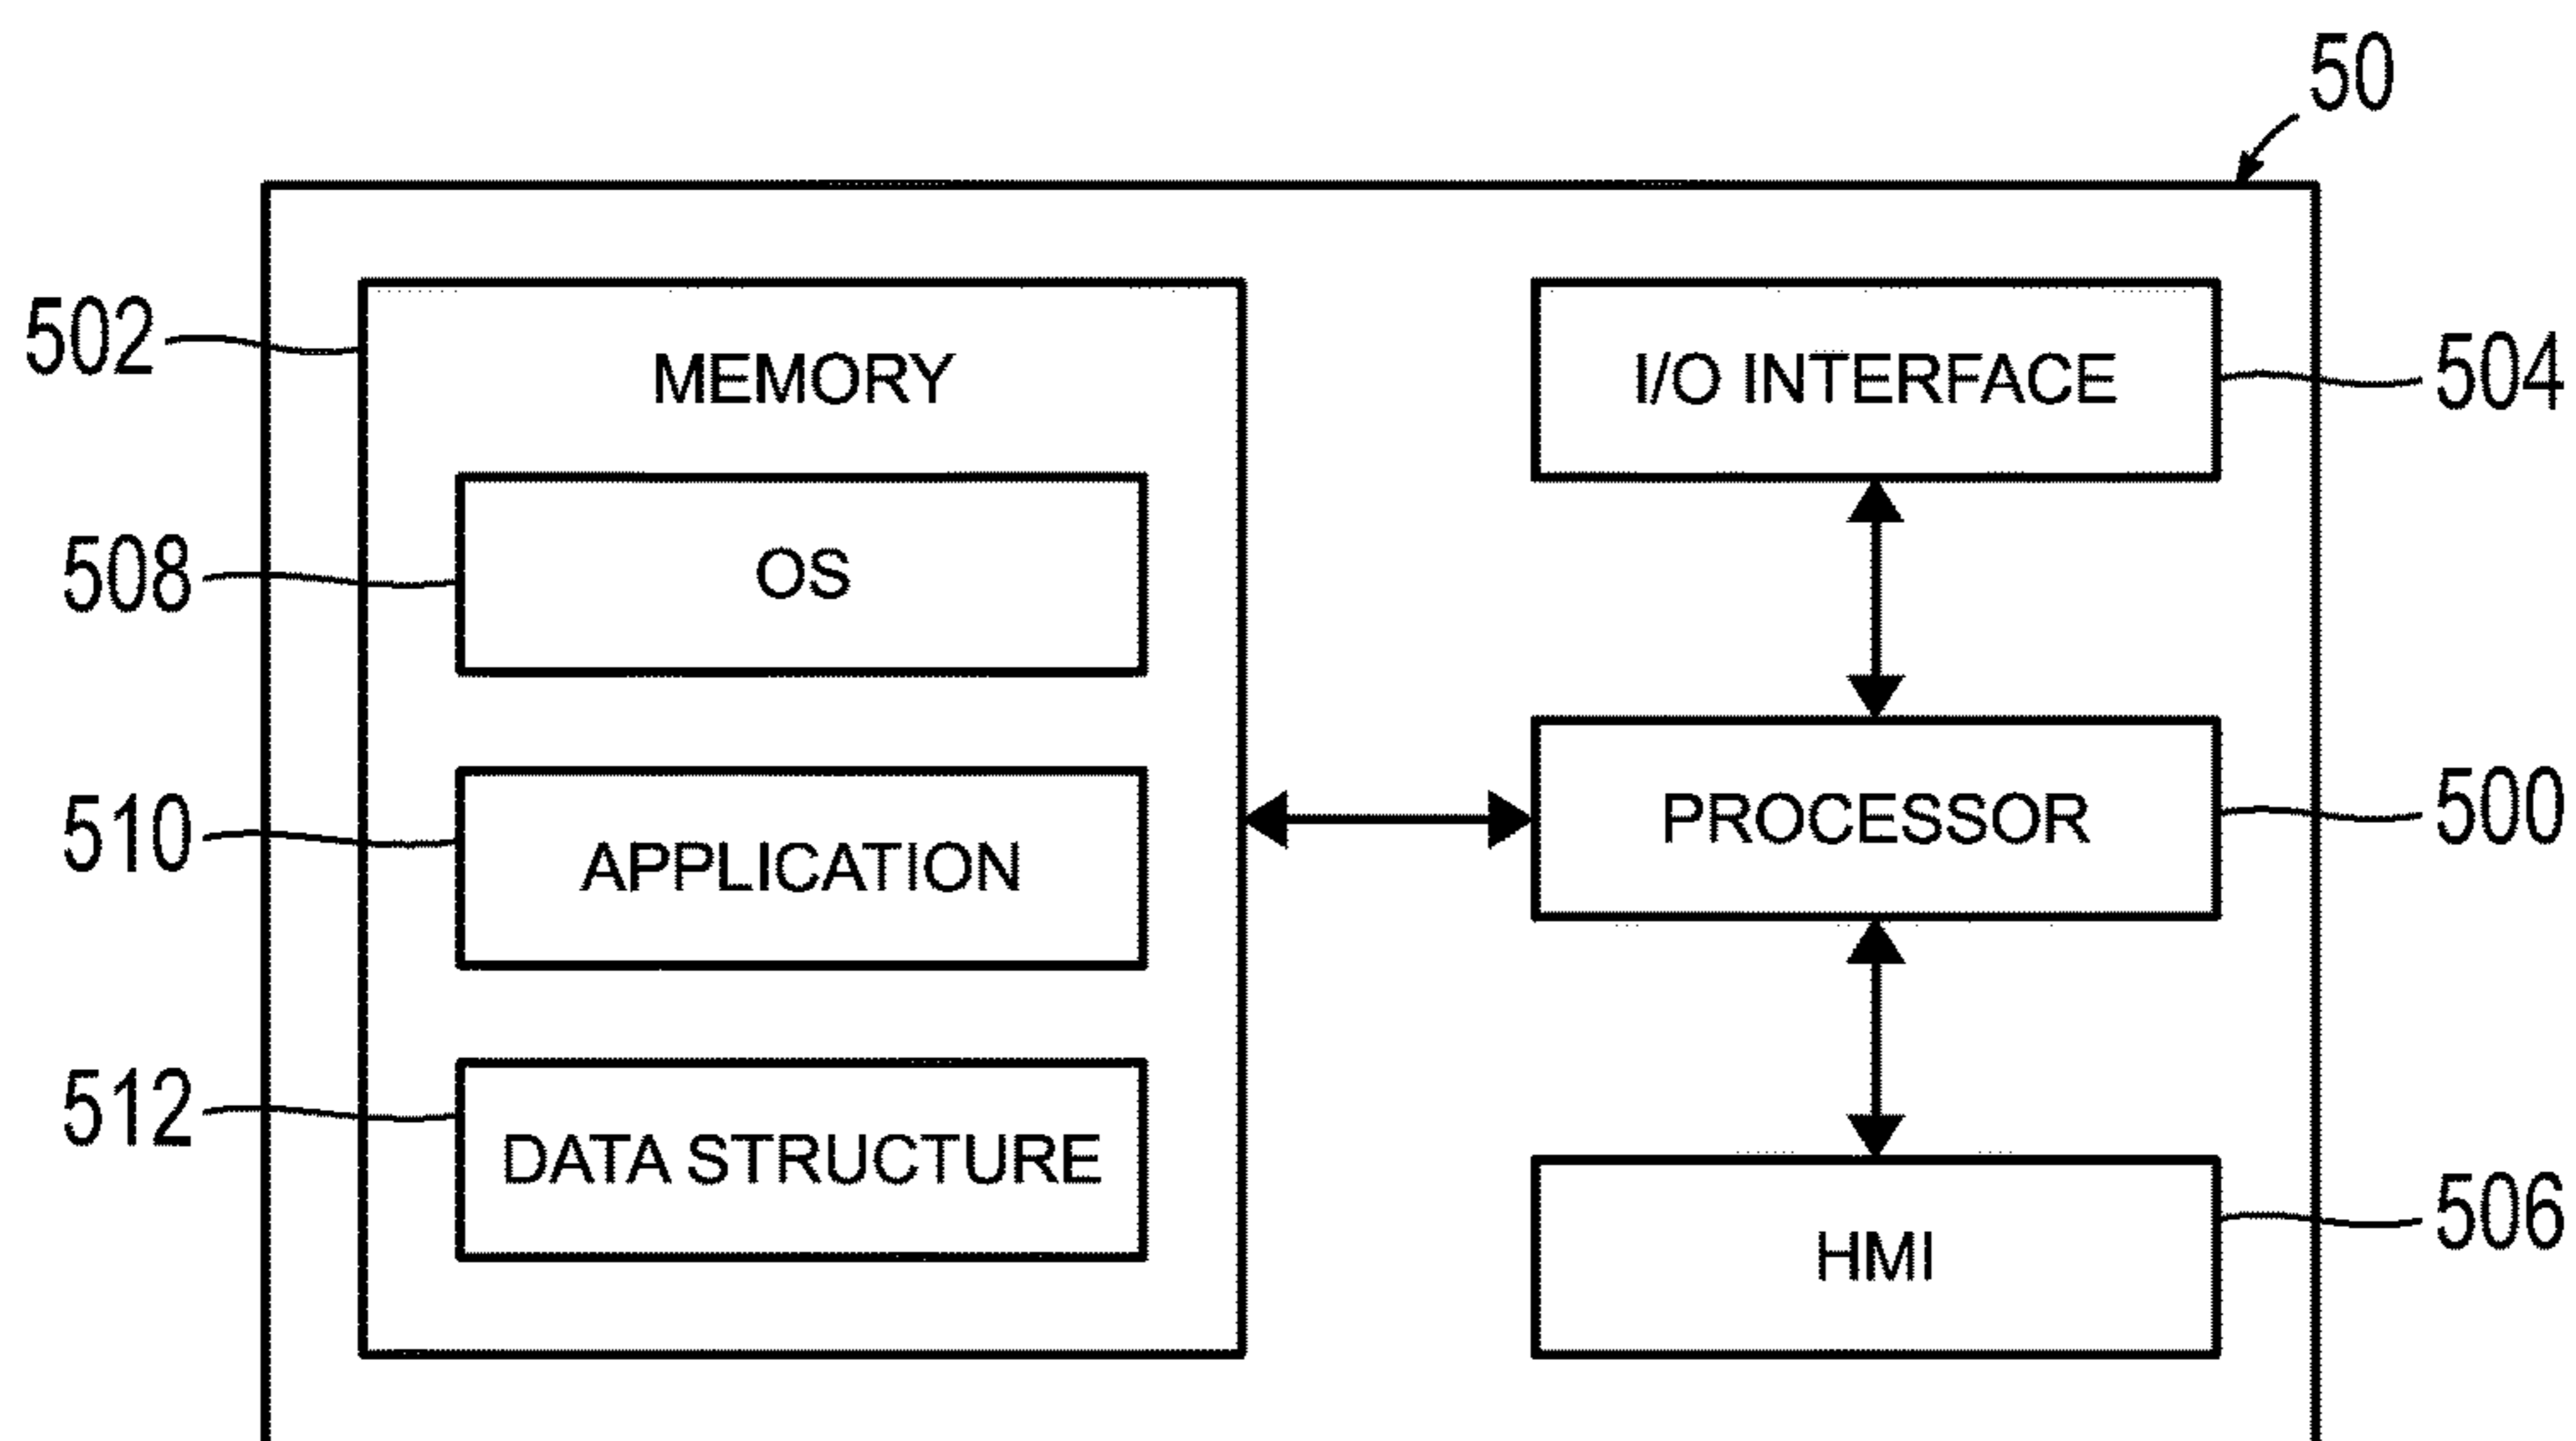 50
502
MEMORY
I/O INTERFACE
504
508
OS
510
APPLICATION
PROCESSOR
500
512
DATA STRUCTURE
HMI
506